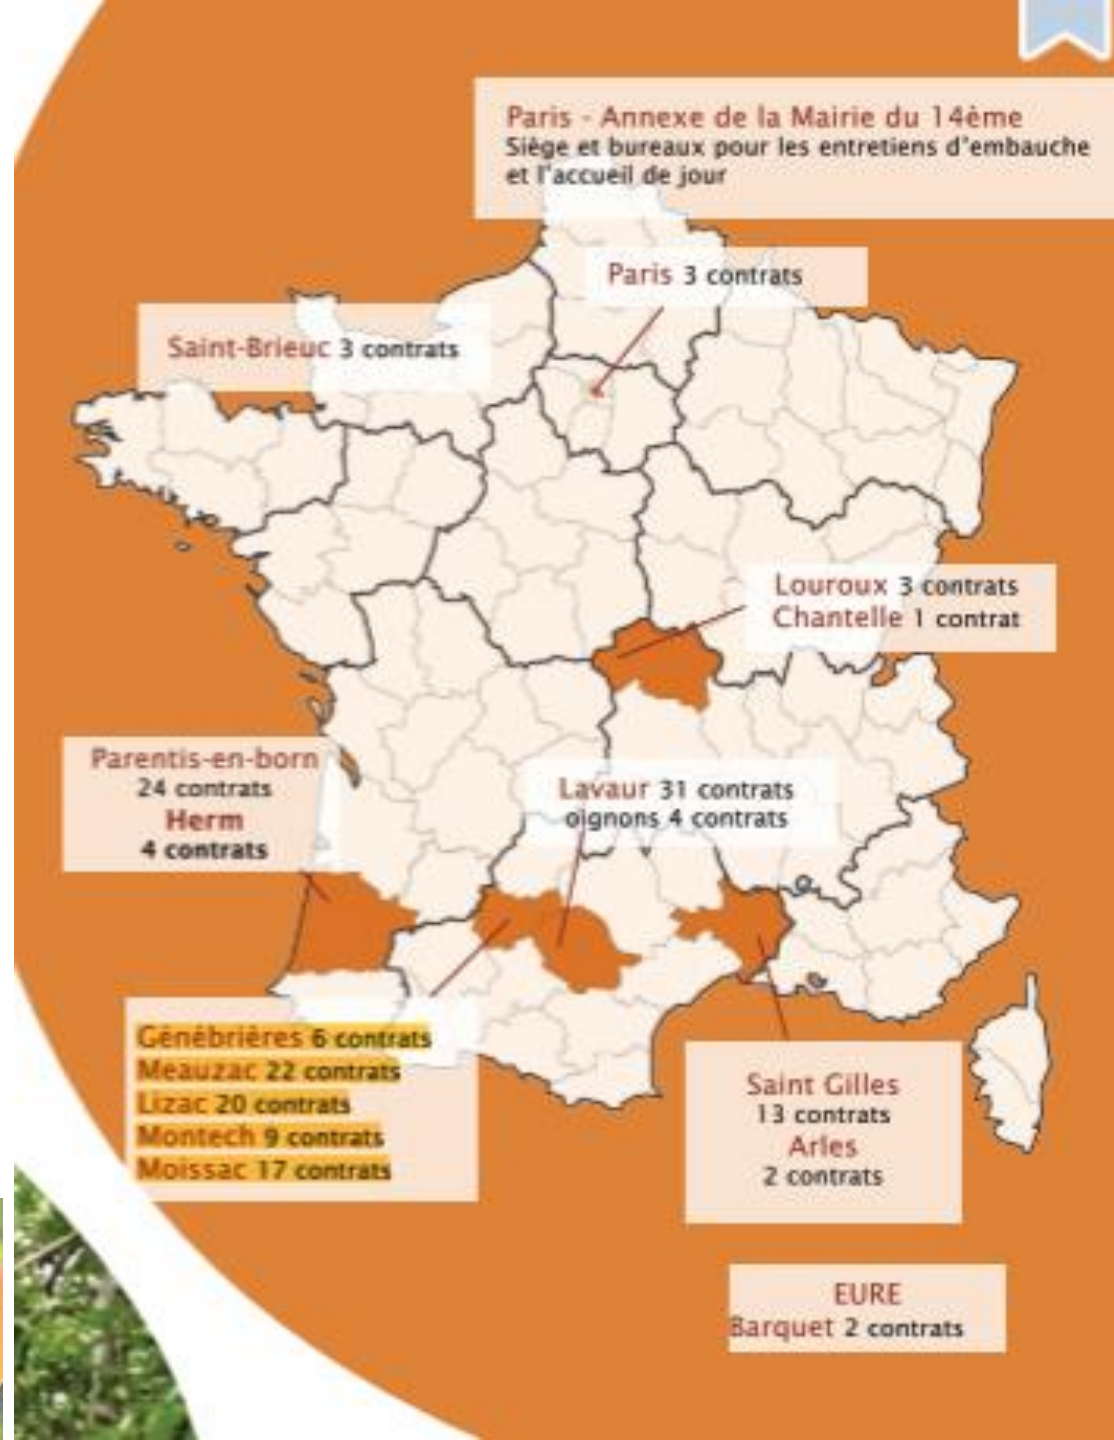 Paris - Annexe de la Mairie du 14ème
Siège et bureaux pour les entretiens d'embauche
et l'accueil de jour
Paris 3 contrats
Saint-Brieuc 3 contrats
Louroux 3 contrats
Chantelle 1 contrat
Parentis-en-born
24 contrats
Herm
4 contrats
Lavaur 31 contrats
oignons 4 contrats
Génébrières 6 contrats
Meauzac 22 contrats
Lizac 20 contrats
Montech 9 contrats
Moissac 17 contrats
Saint Gilles
13 contrats
Arles
2 contrats
EURE
Barquet 2 contrats